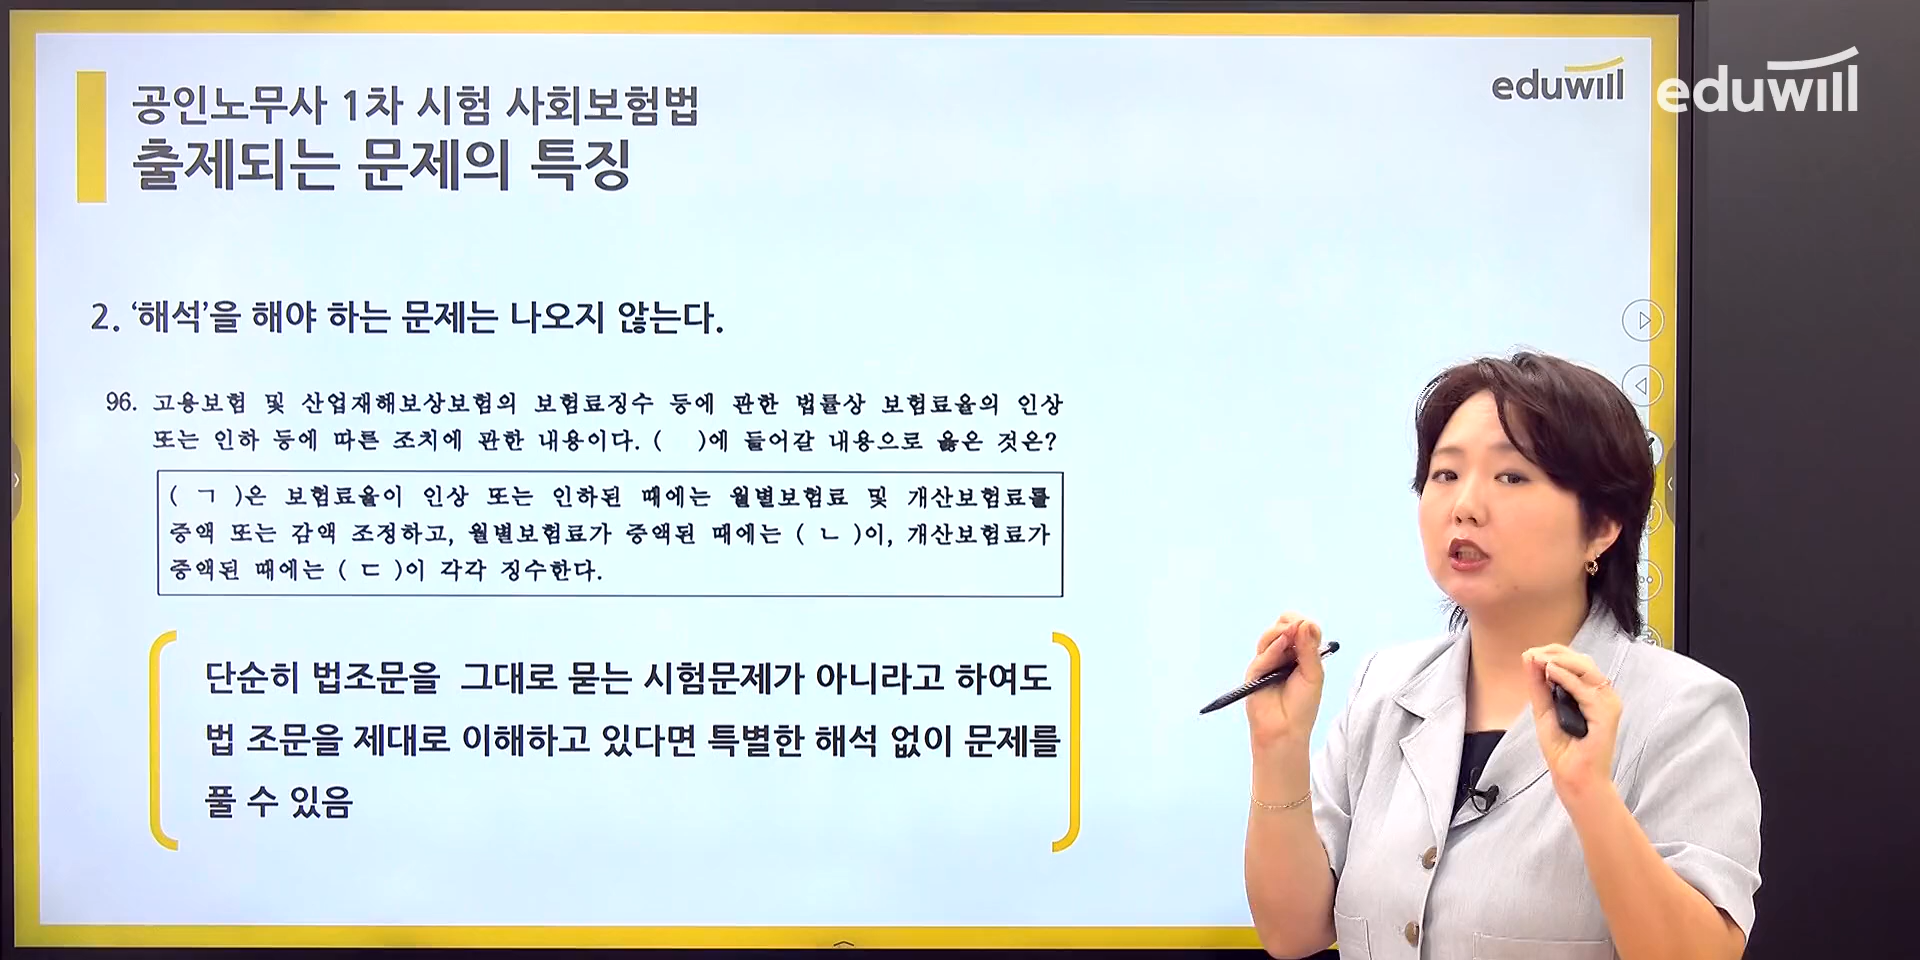 공인노무사 1차 시험 사회보험법
출제되는 문제의 특징
eduwill
eduwill
2. ‘해석’을 해야 하는 문제는 나오지 않는다.
96. 고용보험 및 산업재해보상보험의 보험료징수 등에 관한 법률상 보험료율의 인상
또는 인하 등에 따른 조치에 관한 내용이다. (   )에 들어갈 내용으로 옳은 것은?
( ㄱ )은 보험료율이 인상 또는 인하된 때에는 월별보험료 및 개산보험료를
증액 또는 감액 조정하고, 월별보험료가 증액된 때에는 ( ㄴ )이, 개산보험료가
증액된 때에는 ( ㄷ )이 각각 징수한다.
단순히 법조문을 그대로 묻는 시험문제가 아니라고 하여도
법 조문을 제대로 이해하고 있다면 특별한 해석 없이 문제를
풀 수 있음